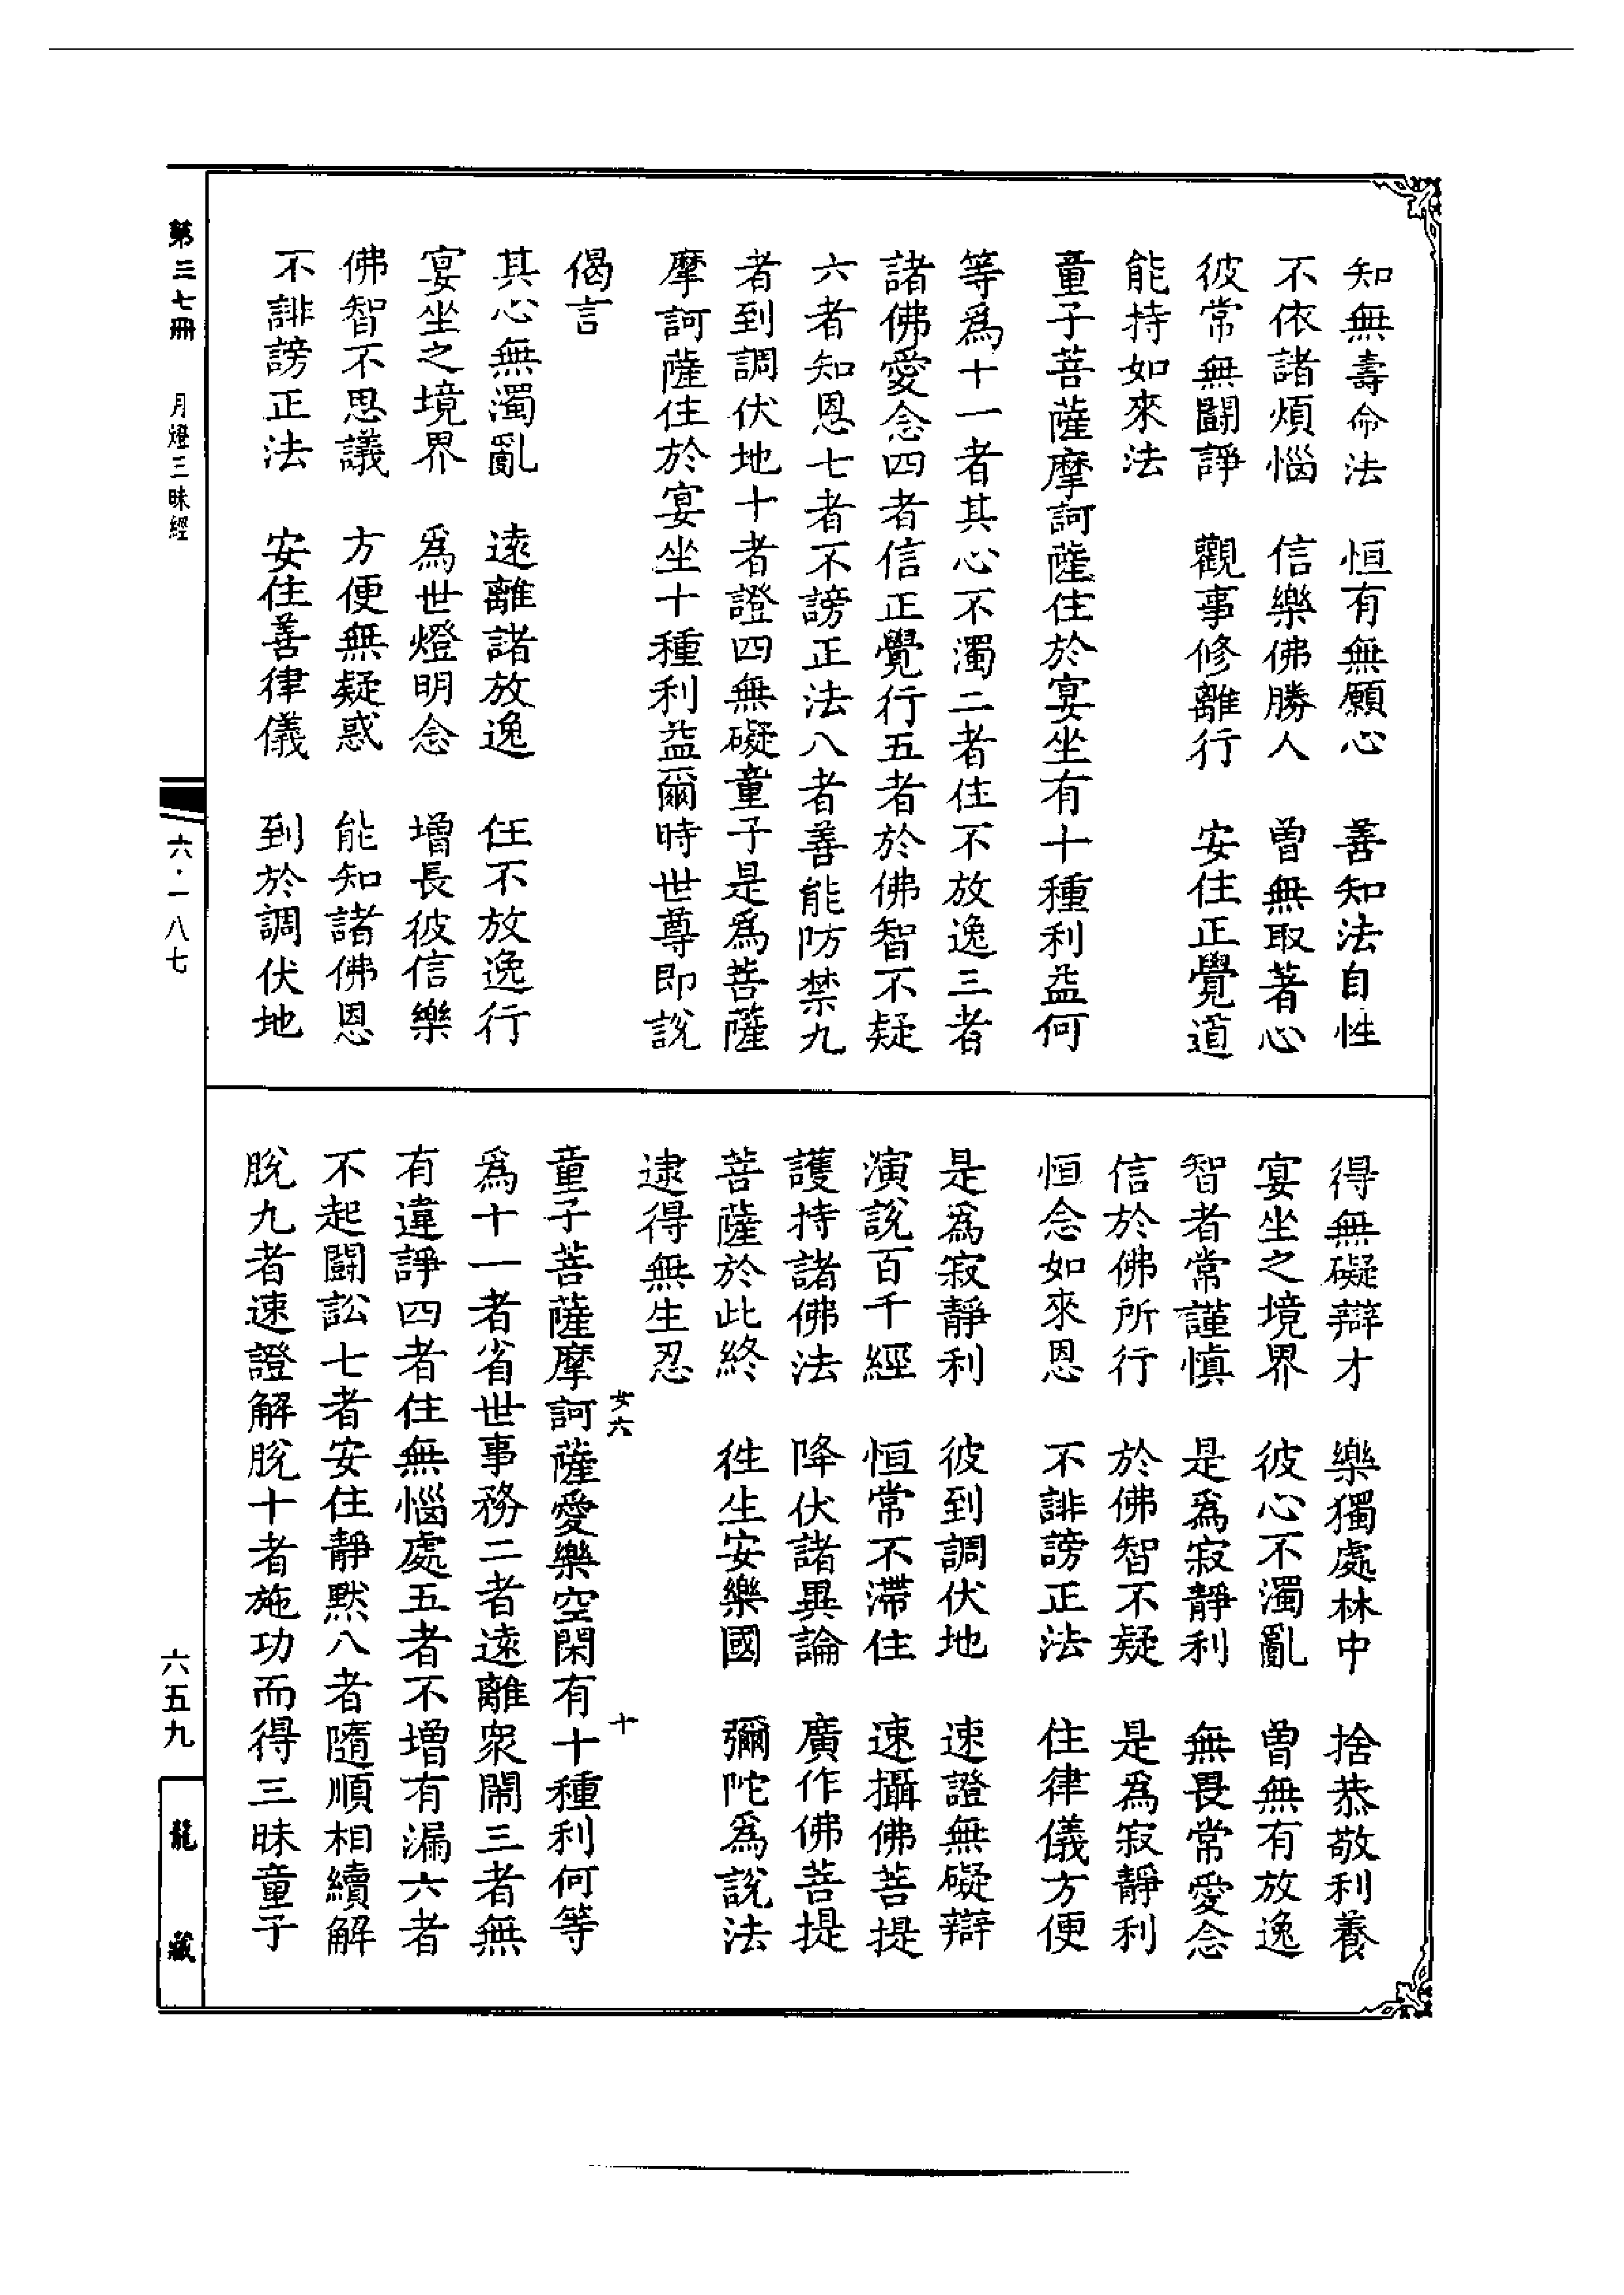 知無壽命法　恒有無願心　善知法自性
不依諸煩惱　信樂佛勝人　曽無取著心
彼常無闘諍　觀事修離行　安住正覺道
能持如來法
童子菩薩摩訶薩住於宴坐有十種利益何
等爲十一者其心不濁二者住不放逸三者
諸佛愛念四者信正覺行五者於佛智不疑
六者知恩七者不謗正法八者善能防禁九
者到調伏地十者證四無礙童子是爲菩薩
摩訶薩住於宴坐十種利益爾時世尊即說
偈言
其心無濁亂　遠離諸放逸　住不放逸行
宴坐之境界　爲世燈明念　增長彼信樂
佛智不思議　方便無疑惑　能知諸佛恩
不誹謗正法　安住善律儀　到於調伏地
得無礙辯才　樂獨處林中　捨恭敬利養
宴坐之境界　彼心不濁亂　曽無有放逸
智者常謹慎　是爲寂靜利　無畏常愛念
信於佛所行　於佛智不疑　是爲寂靜利
恒念如來恩　不誹謗正法　住律儀方便
是爲寂靜利　彼到調伏地　速證無礙辯
演說百千經　恒常不滯住　速攝佛菩提
護持諸佛法　降伏諸異論　廣作佛菩提
菩薩於此終　徃生安樂國　彌陀爲說法
逮得無生忍
女六　十
童子菩薩摩訶薩愛樂空閑有十種利何等
爲十一者省世事務二者遠離衆閙三者無
有違諍四者住無惱處五者不增有漏六者
不起闘訟七者安住靜默八者隨順相續解
脫九者速證解脫十者施功而得三昧童子
第三七冊　月燈三昧經
六·一八七
六五九
龍藏